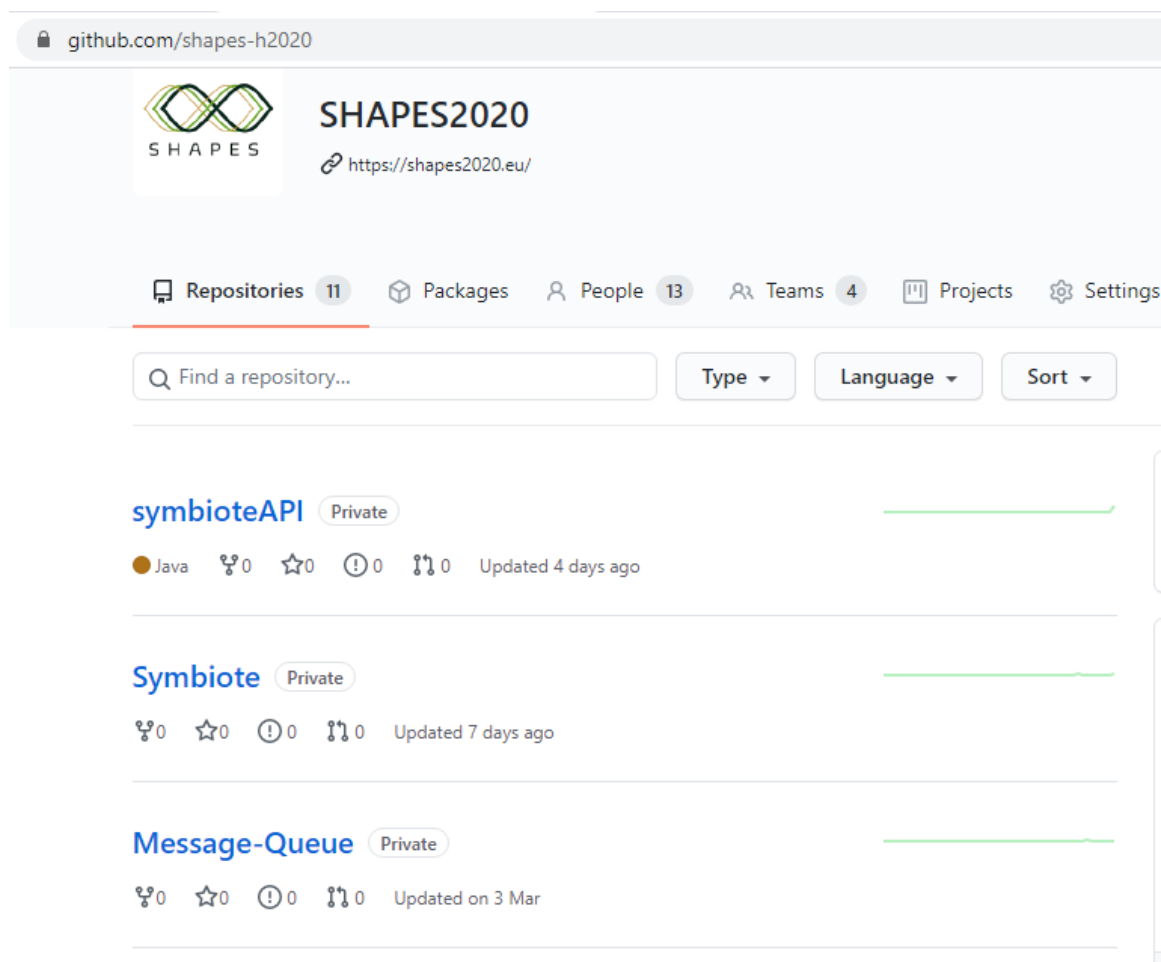 github.com/shapes-h2020
SHAPES
SHAPES2020
https://shapes2020.eu/
Repositories 11 Packages People 13 Teams 4 Projects Settings
Find a repository... Type Language Sort
symbioteAPI Private
Java 0 0 0 0 Updated 4 days ago
Symbiote Private
0 0 0 0 Updated 7 days ago
Message-Queue Private
0 0 0 0 Updated on 3 Mar